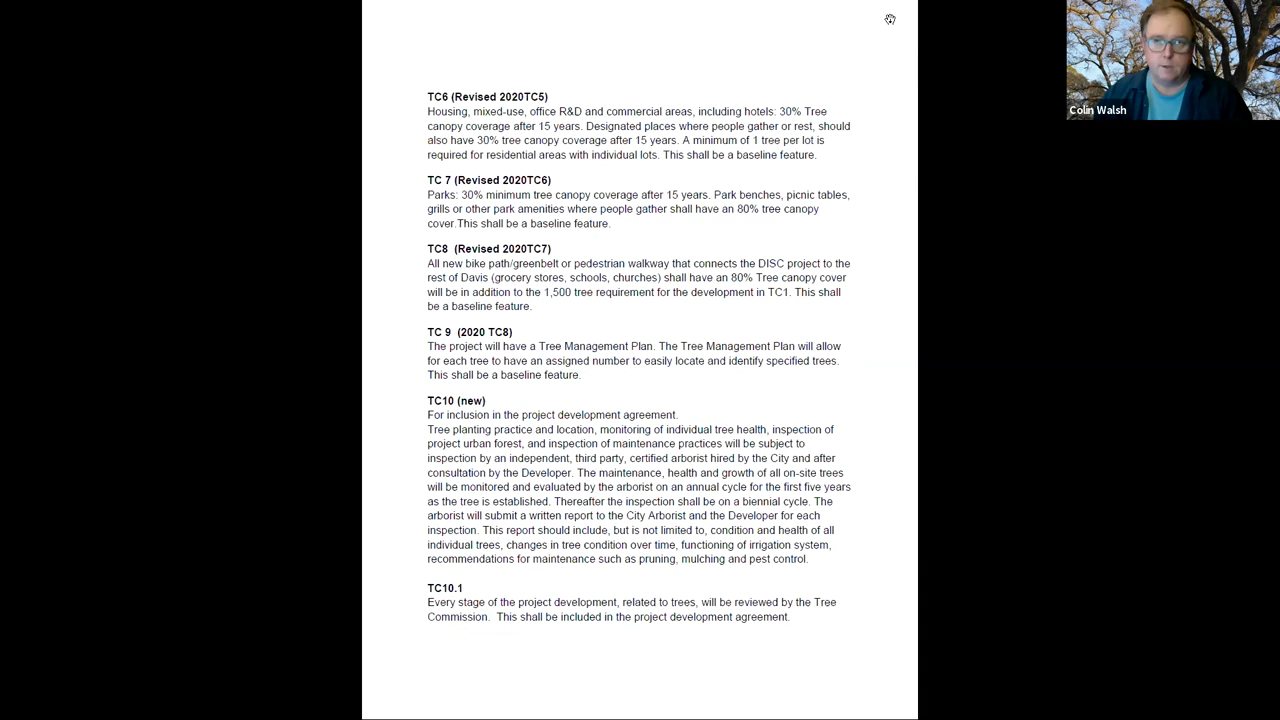 TC6 (Revised 2020TC5)
Housing, mixed-use, office R&D and commercial areas, including hotels: 30% Tree
canopy coverage after 15 years. Designated places where people gather or rest, should
also have 30% tree canopy coverage after 15 years. A minimum of 1 tree per lot is
required for residential areas with individual lots. This shall be a baseline feature.
TC 7 (Revised 2020TC6)
Parks: 30% minimum tree canopy coverage after 15 years. Park benches, picnic tables,
grills or other park amenities where people gather shall have an 80% tree canopy
cover.This shall be a baseline feature.
TC8  (Revised 2020TC7)
All new bike path/greenbelt or pedestrian walkway that connects the DISC project to the
rest of Davis (grocery stores, schools, churches) shall have an 80% Tree canopy cover
will be in addition to the 1,500 tree requirement for the development in TC1. This shall
be a baseline feature.
TC 9  (2020 TC8)
The project will have a Tree Management Plan. The Tree Management Plan will allow
for each tree to have an assigned number to easily locate and identify specified trees.
This shall be a baseline feature.
TC10 (new)
For inclusion in the project development agreement.
Tree planting practice and location, monitoring of individual tree health, inspection of
project urban forest, and inspection of maintenance practices will be subject to
inspection by an independent, third party, certified arborist hired by the City and after
consultation by the Developer. The maintenance, health and growth of all on-site trees
will be monitored and evaluated by the arborist on an annual cycle for the first five years
as the tree is established. Thereafter the inspection shall be on a biennial cycle. The
arborist will submit a written report to the City Arborist and the Developer for each
inspection. This report should include, but is not limited to, condition and health of all
individual trees, changes in tree condition over time, functioning of irrigation system,
recommendations for maintenance such as pruning, mulching and pest control.
TC10.1
Every stage of the project development, related to trees, will be reviewed by the Tree
Commission.  This shall be included in the project development agreement.
Colin Walsh